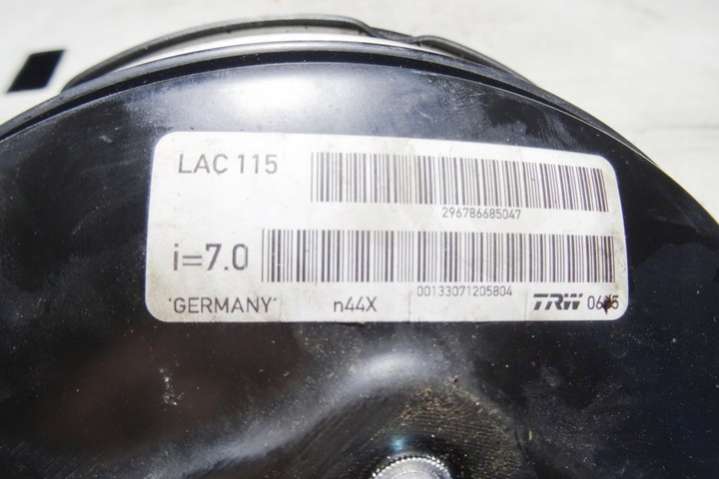 LAC 115
296786685047
i=7.0
00133071205804
'GERMANY' n44X TRW